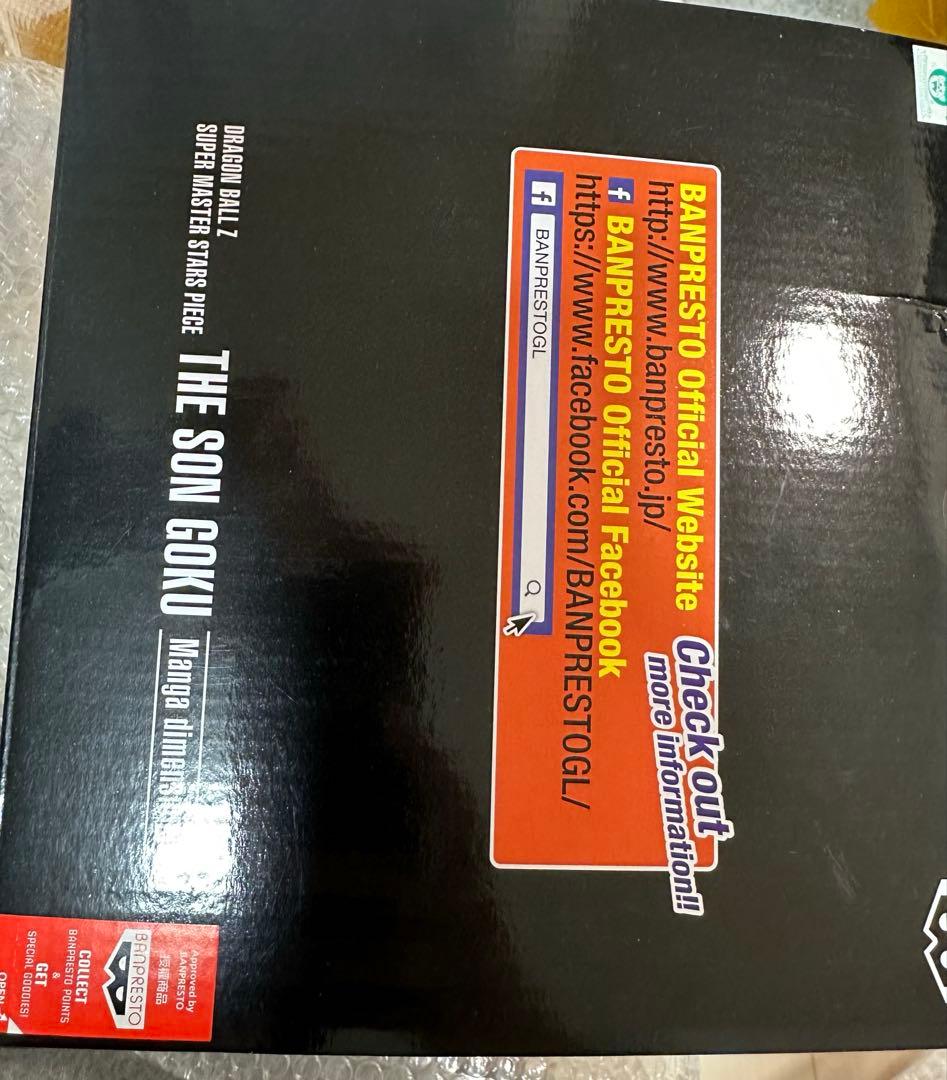 BANPRESTO Official Website
http://www.banpresto.jp/
f BANPRESTO Official Facebook
https://www.facebook.com/BANPRESTOGL/
f BANPRESTOGL
Check out
more information!!
DRAGON BALL Z
SUPER MASTER STARS PIECE THE SON GOKU Manga
Approved by
BANPRESTO
授權商品
BANPRESTO
COLLECT
BANPRESTO POINTS
&
GET
SPECIAL GOODIES!
OPEN